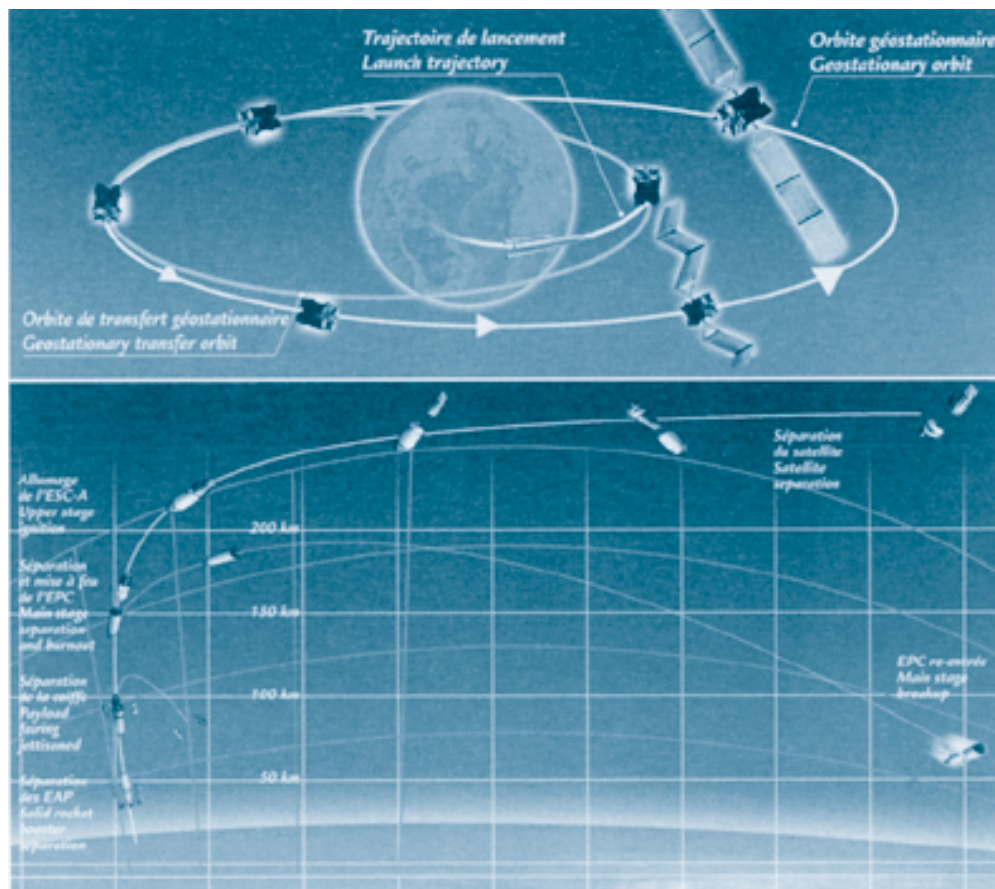 Trajectoire de lancement
Launch trajectory
Orbite géostationnaire
Geostationary orbit
Orbite de transfert géostationnaire
Geostationary transfer orbit
Allumage
de l'ESC-A
Upper stage
ignition
Séparation
du satellite
Satellite
separation
200 km
Séparation
et mise à feu
de l'EPC
Main stage
separation
and burnout
150 km
Séparation
de la coiffe
Payload
fairing
jettisoned
100 km
EPC re-entrée
Main stage
breakup
50 km
Séparation
des EAP
Solid rocket
booster
separation